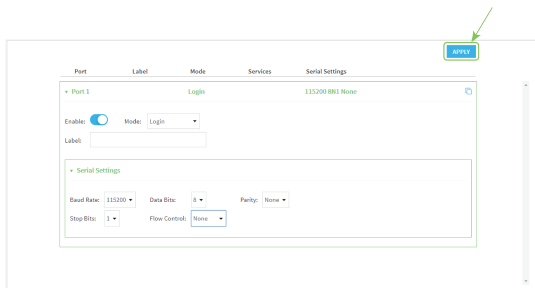 APPLY
Port Label Mode Services Serial Settings
Port 1 Login 115200 8N1 None
Enable: Mode: Login
Label:
Serial Settings
Baud Rate: 115200 Data Bits: 8 Parity: None
Stop Bits: 1 Flow Control: None